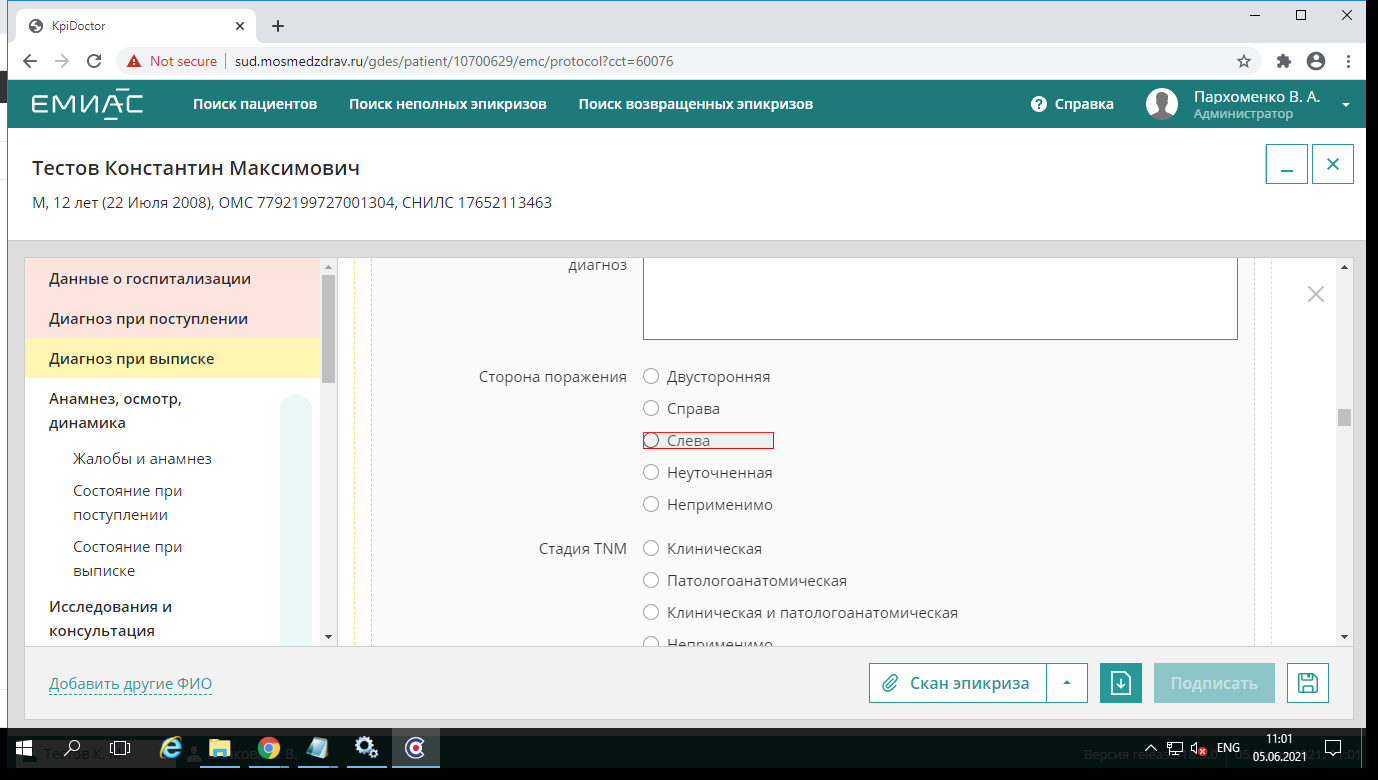 KpiDoctor
Not secure
sud.mosmedzdrav.ru/gdes/patient/10700629/emc/protocol?cct=60076
ЕМИАС
Поиск пациентов
Поиск неполных эпикризов
Поиск возвращенных эпикризов
? Справка
Пархоменко В. А.
Администратор
Тестов Константин Максимович
М, 12 лет (22 Июля 2008), ОМС 7792199727001304, СНИЛС 17652113463
Данные о госпитализации
Диагноз при поступлении
Диагноз при выписке
Анамнез, осмотр,
динамика
Жалобы и анамнез
Состояние при
поступлении
Состояние при
выписке
Исследования и
консультация
диагноз
Сторона поражения
Двусторонняя
Справа
Слева
Неуточненная
Неприменимо
Стадия TNM
Клиническая
Патологоанатомическая
Клиническая и патологоанатомическая
Неприменимо
Добавить другие ФИО
Скан эпикриза
Подписать
Тестов К. М.
ENG
11:01
05.06.2021